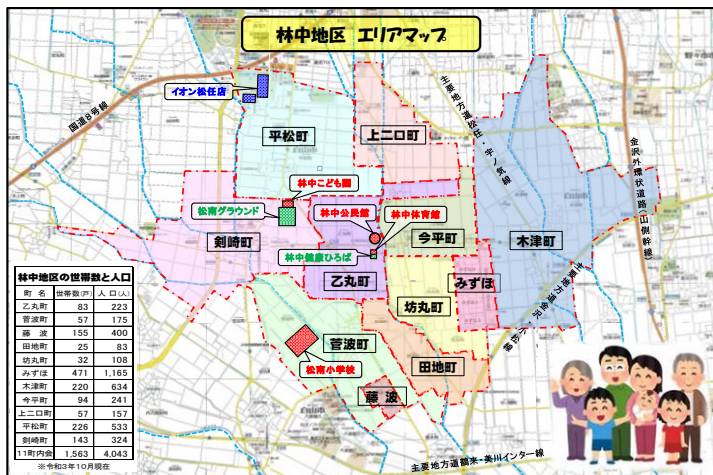 林中地区 エリアマップ
イオン松任店
国道8号線
主要地方道松任・宇ノ気線
金沢外環状道路(山側幹線)
平松町
上二口町
林中こども園
松南グラウンド
林中公民館
林中体育館
剣崎町
今平町
木津町
林中健康ひろば
乙丸町
みずほ
坊丸町
主要地方道金沢・小松線
菅波町
松南小学校
田地町
藤 波
主要地方道鶴来・美川インター線
林中地区の世帯数と人口
町 名 世帯数(戸) 人 口(人)
乙丸町 83 223
菅波町 57 175
藤 波 155 400
田地町 25 83
坊丸町 32 108
みずほ 471 1,165
木津町 220 634
今平町 94 241
上二口町 57 157
平松町 226 533
剣崎町 143 324
11町内会 1,563 4,043
※令和3年10月現在